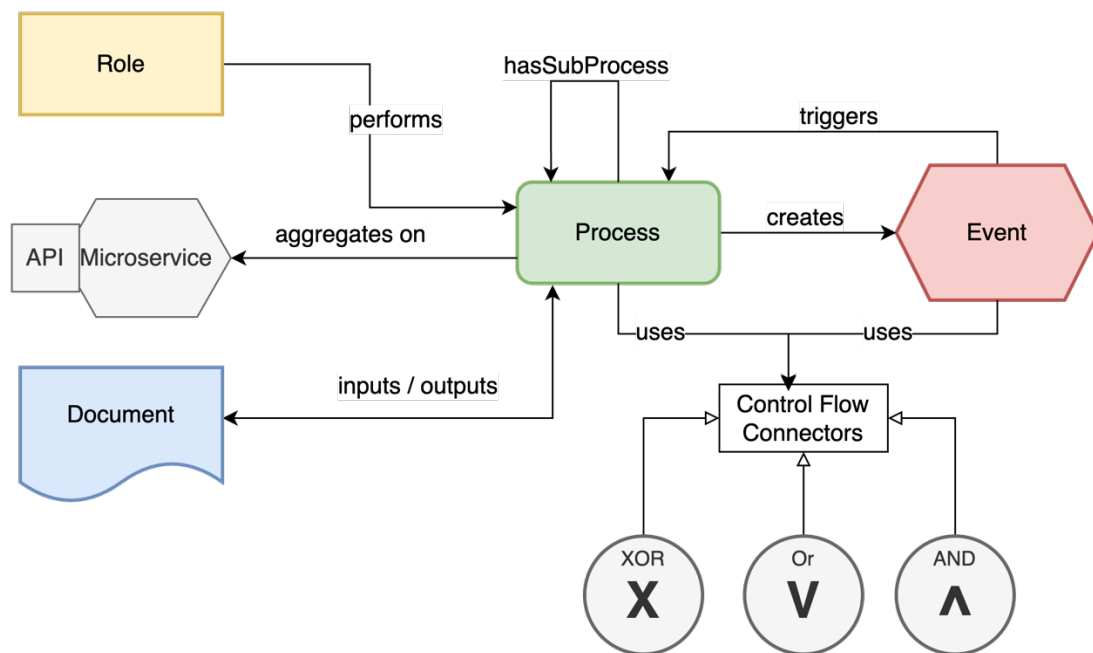 Role
hasSubProcess
triggers
performs
API
Microservice
aggregates on
Process
creates
Event
uses
uses
inputs / outputs
Document
Control Flow
Connectors
XOR
X
Or
V
AND
Λ